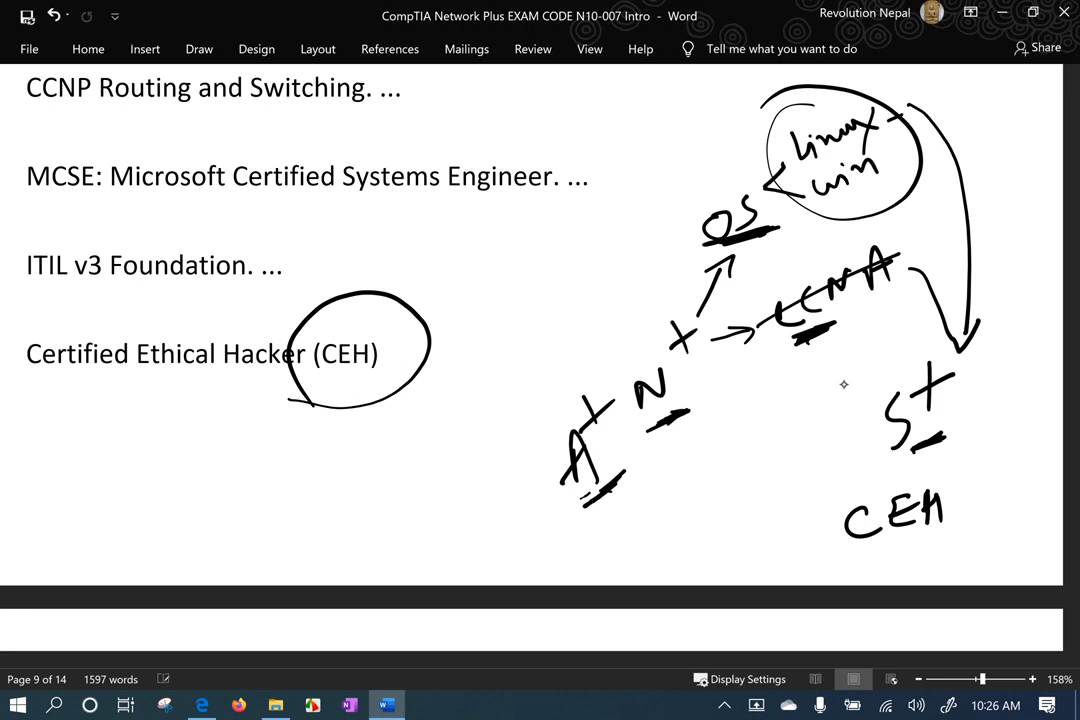 CompTIA Network Plus EXAM CODE N10-007 Intro - Word
Revolution Nepal
File Home Insert Draw Design Layout References Mailings Review View Help Tell me what you want to do Share
CCNP Routing and Switching. ...
MCSE: Microsoft Certified Systems Engineer. ...
ITIL v3 Foundation. ...
Certified Ethical Hacker (CEH)
Linux
win
OS
CCNA
N+
A+
S+
CEH
Page 9 of 14 1597 words Display Settings 158%
10:26 AM